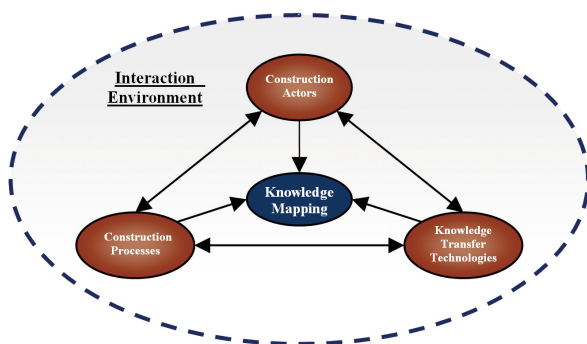 Interaction
Environment
Construction
Actors
Knowledge
Mapping
Construction
Processes
Knowledge
Transfer
Technologies